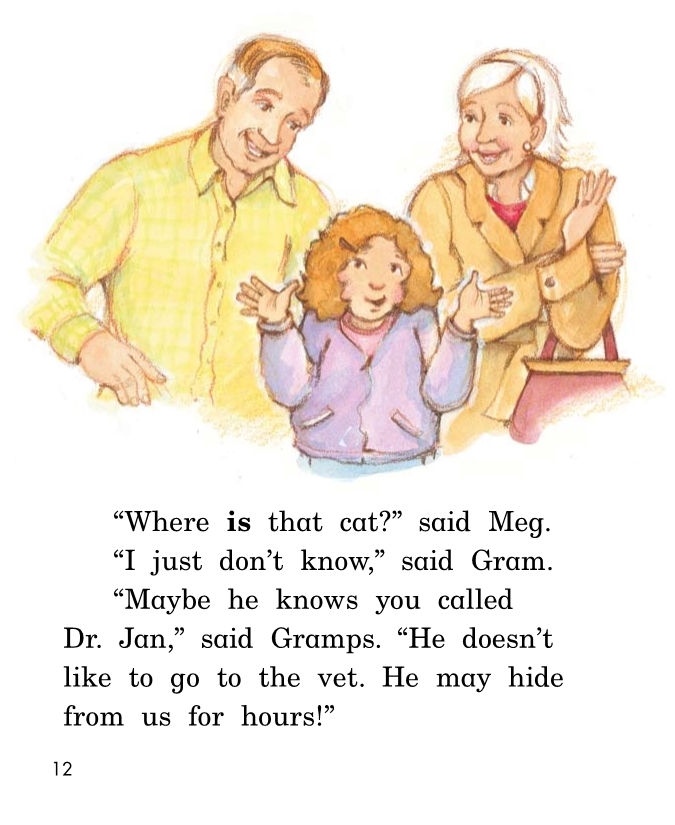 “Where is that cat?” said Meg.
“I just don’t know,” said Gram.
“Maybe he knows you called
Dr. Jan,” said Gramps. “He doesn’t
like to go to the vet. He may hide
from us for hours!”
12